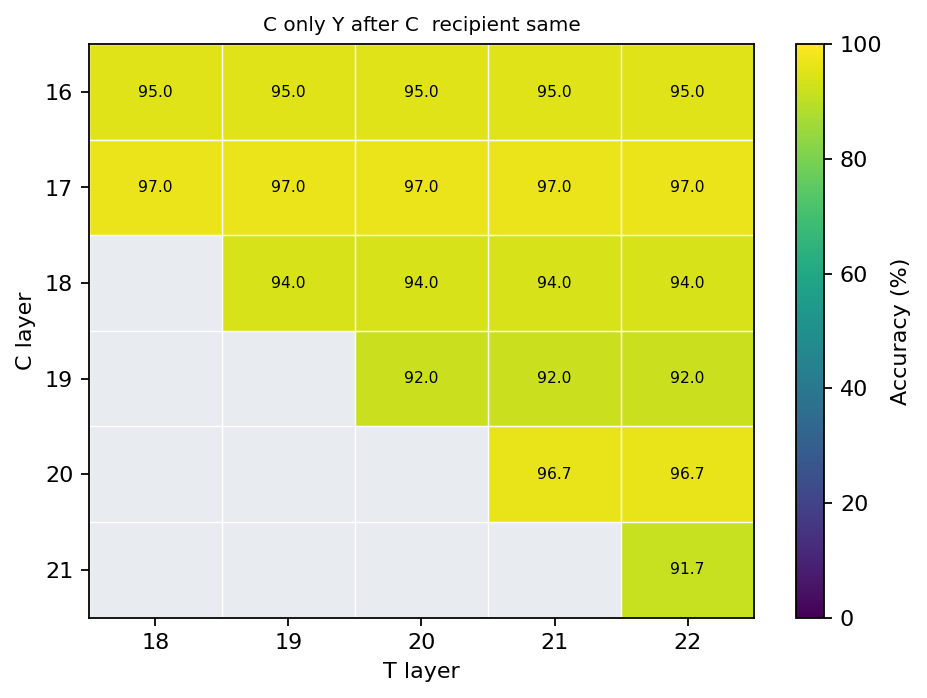 C only Y after C  recipient same
16 95.0 95.0 95.0 95.0 95.0
17 97.0 97.0 97.0 97.0 97.0
18 94.0 94.0 94.0 94.0
19 92.0 92.0 92.0
20 96.7 96.7
21 91.7
18 19 20 21 22
T layer
C layer
100
80
60
40
20
0
Accuracy (%)